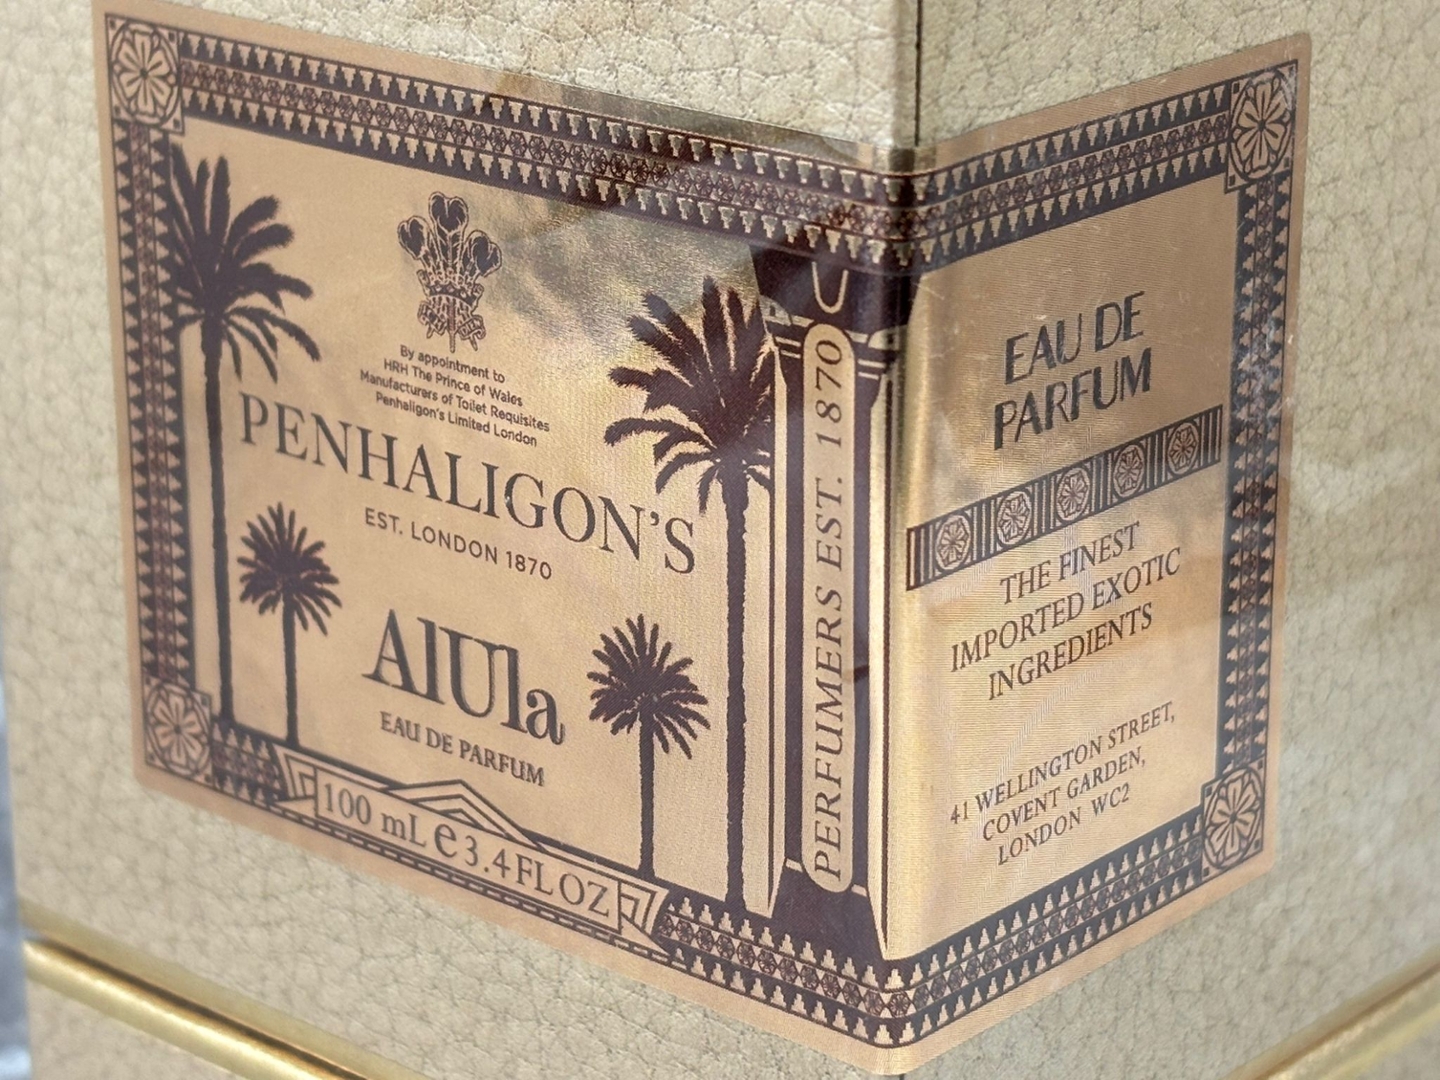 By appointment to
HRH The Prince of Wales
Manufacturers of Toilet Requisites
Penhaligon's Limited London
PENHALIGON'S
EST. LONDON 1870
AlUla
EAU DE PARFUM
100 mL e 3.4 FL OZ
PERFUMERS EST. 1870
EAU DE
PARFUM
THE FINEST
IMPORTED EXOTIC
INGREDIENTS
41 WELLINGTON STREET,
COVENT GARDEN,
LONDON WC2